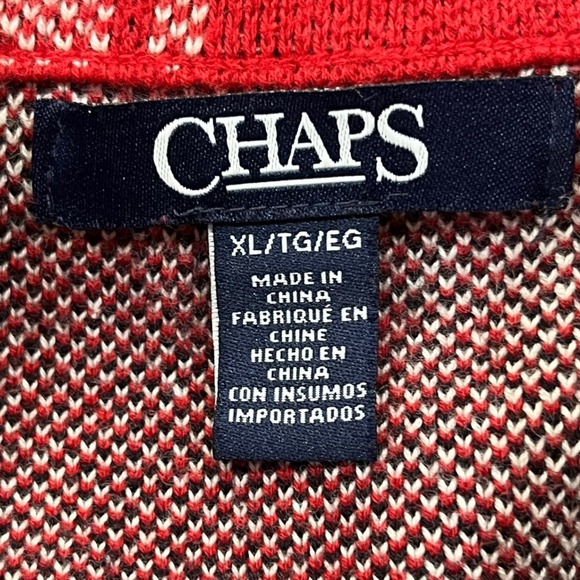 CHAPS
XL/TG/EG
MADE IN
CHINA
FABRIQUÉ EN
CHINE
HECHO EN
CHINA
CON INSUMOS
IMPORTADOS